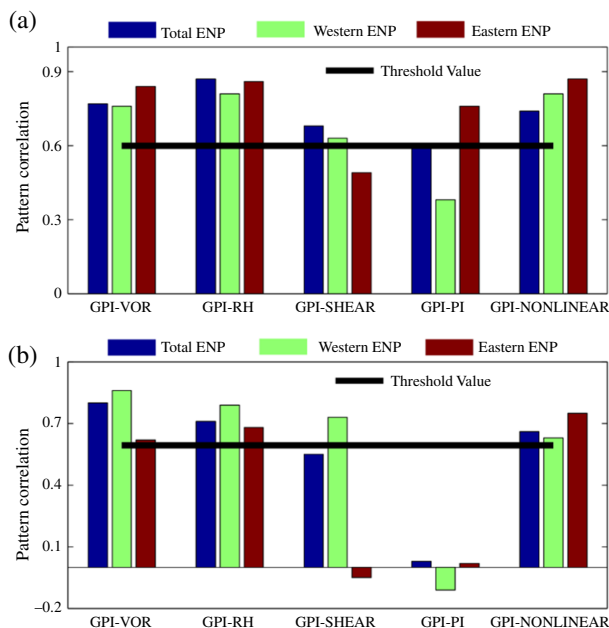 (a)
Total ENP Western ENP Eastern ENP
1
Threshold Value
0.9
0.6
0.3
0
Pattern correlation
GPI-VOR GPI-RH GPI-SHEAR GPI-PI GPI-NONLINEAR
(b)
Total ENP Western ENP Eastern ENP
1
Threshold Value
0.7
0.4
0.1
−0.2
Pattern correlation
GPI-VOR GPI-RH GPI-SHEAR GPI-PI GPI-NONLINEAR